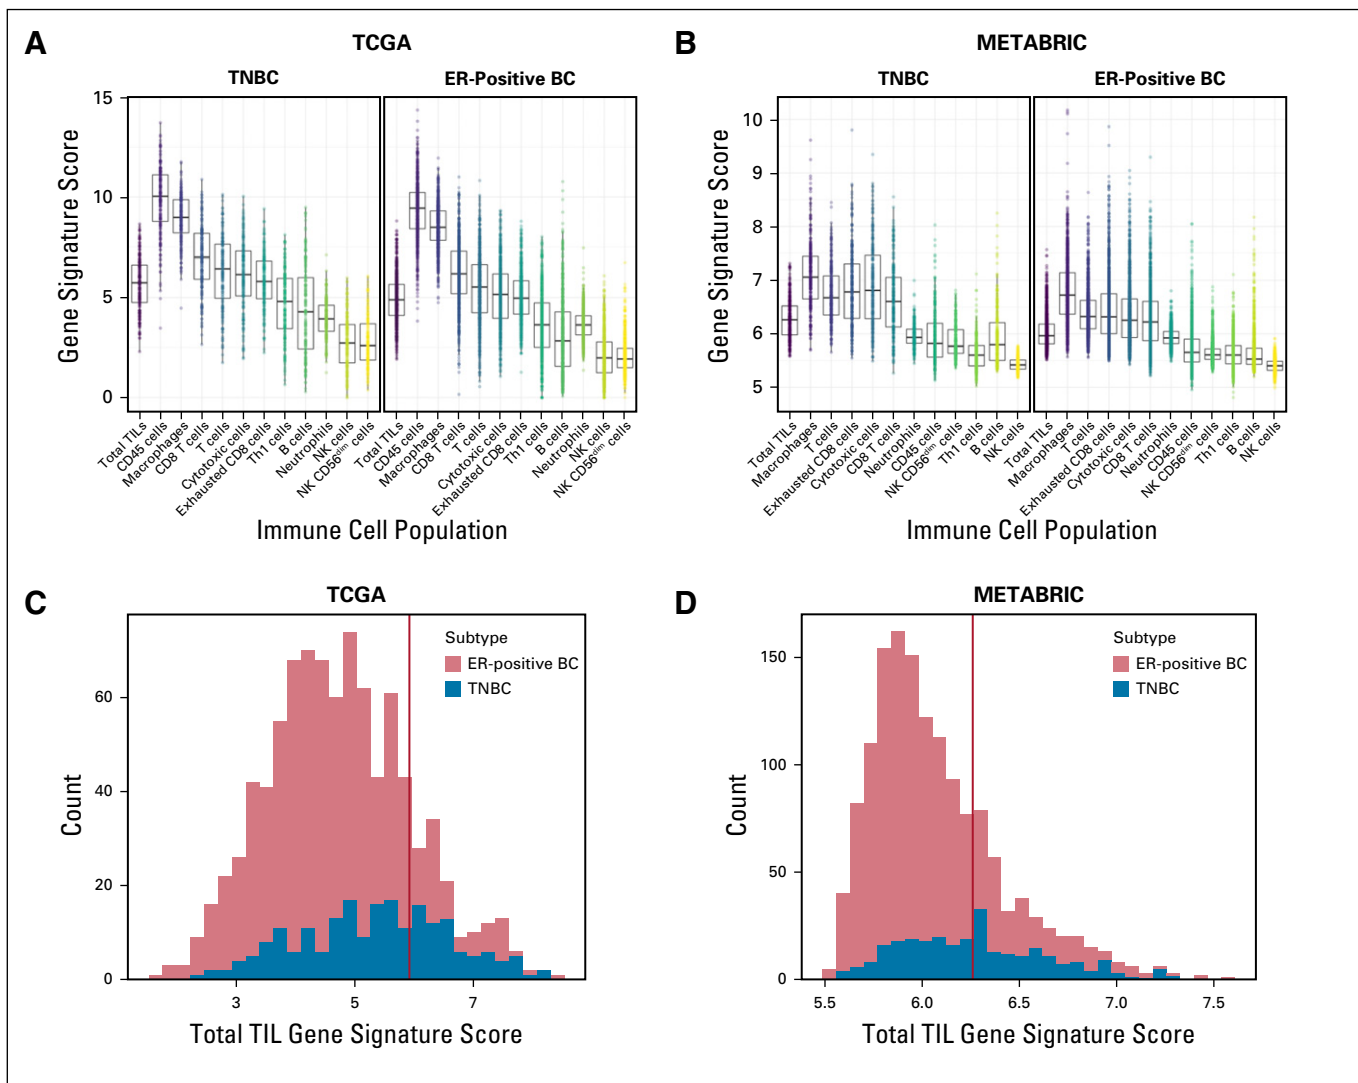 A
TCGA
TNBC
ER-Positive BC
Gene Signature Score
15
10
5
0
Total TILs
CD45 cells
Macrophages
CD8 T cells
T cells
Cytotoxic cells
Exhausted CD8 cells
Th1 cells
B cells
Neutrophils
NK cells
NK CD56dim cells
Total TILs
CD45 cells
Macrophages
CD8 T cells
T cells
Cytotoxic cells
Exhausted CD8 cells
Th1 cells
B cells
Neutrophils
NK cells
NK CD56dim cells
Immune Cell Population
B
METABRIC
TNBC
ER-Positive BC
Gene Signature Score
10
9
8
7
6
5
Total TILs
Macrophages
T cells
Exhausted CD8 cells
Cytotoxic cells
CD8 T cells
Neutrophils
CD45 cells
NK CD56dim cells
Th1 cells
B cells
NK cells
Total TILs
Macrophages
T cells
Exhausted CD8 cells
Cytotoxic cells
CD8 T cells
Neutrophils
CD45 cells
NK CD56dim cells
Th1 cells
B cells
NK cells
Immune Cell Population
C
TCGA
Subtype
ER-positive BC
TNBC
Count
60
40
20
0
3
5
7
Total TIL Gene Signature Score
D
METABRIC
Subtype
ER-positive BC
TNBC
Count
150
100
50
0
5.5
6.0
6.5
7.0
7.5
Total TIL Gene Signature Score